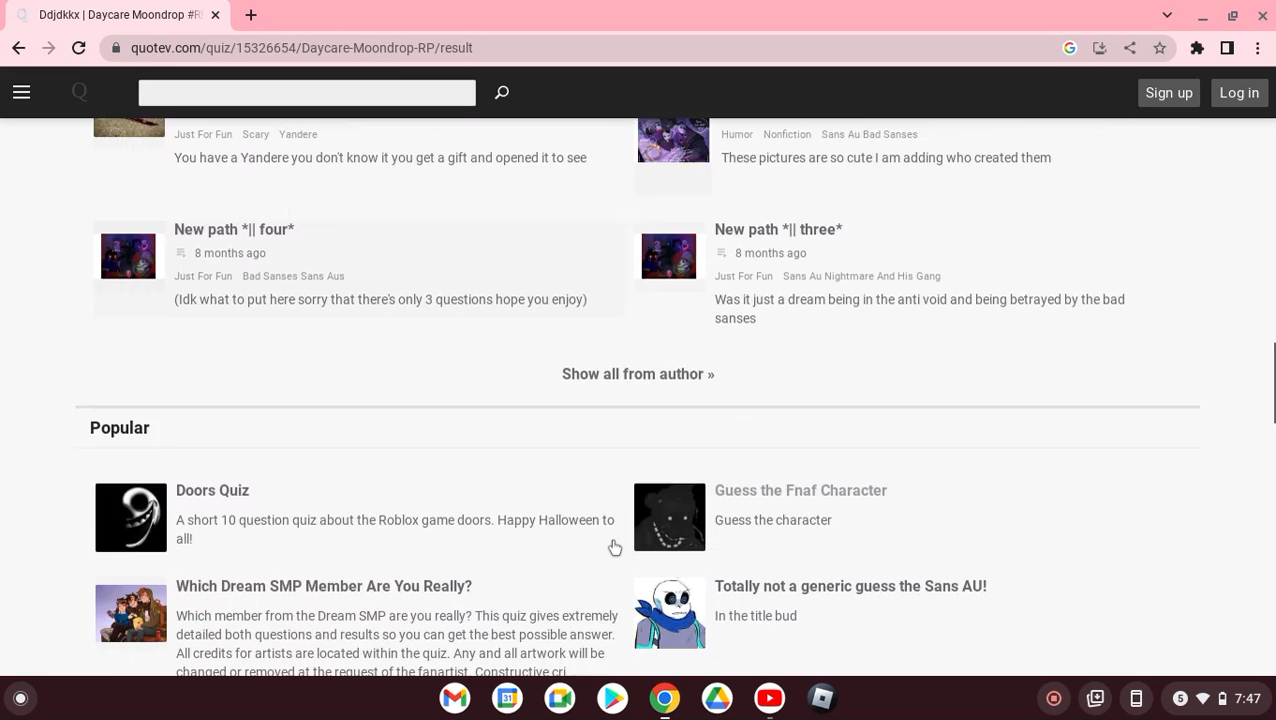 Ddjdkkx | Daycare Moondrop #R
quotev.com/quiz/15326654/Daycare-Moondrop-RP/result
Q
Sign up
Log in
Just For Fun Scary Yandere
You have a Yandere you don't know it you get a gift and opened it to see
Humor Nonfiction Sans Au Bad Sanses
These pictures are so cute I am adding who created them
New path *|| four*
8 months ago
Just For Fun Bad Sanses Sans Aus
(Idk what to put here sorry that there's only 3 questions hope you enjoy)
New path *|| three*
8 months ago
Just For Fun Sans Au Nightmare And His Gang
Was it just a dream being in the anti void and being betrayed by the bad
sanses
Show all from author »
Popular
Doors Quiz
A short 10 question quiz about the Roblox game doors. Happy Halloween to
all!
Guess the Fnaf Character
Guess the character
Which Dream SMP Member Are You Really?
Which member from the Dream SMP are you really? This quiz gives extremely
detailed both questions and results so you can get the best possible answer.
All credits for artists are located within the quiz. Any and all artwork will be
changed or removed at the request of the fanartist. Constructive cri
Totally not a generic guess the Sans AU!
In the title bud
31
5
7:47